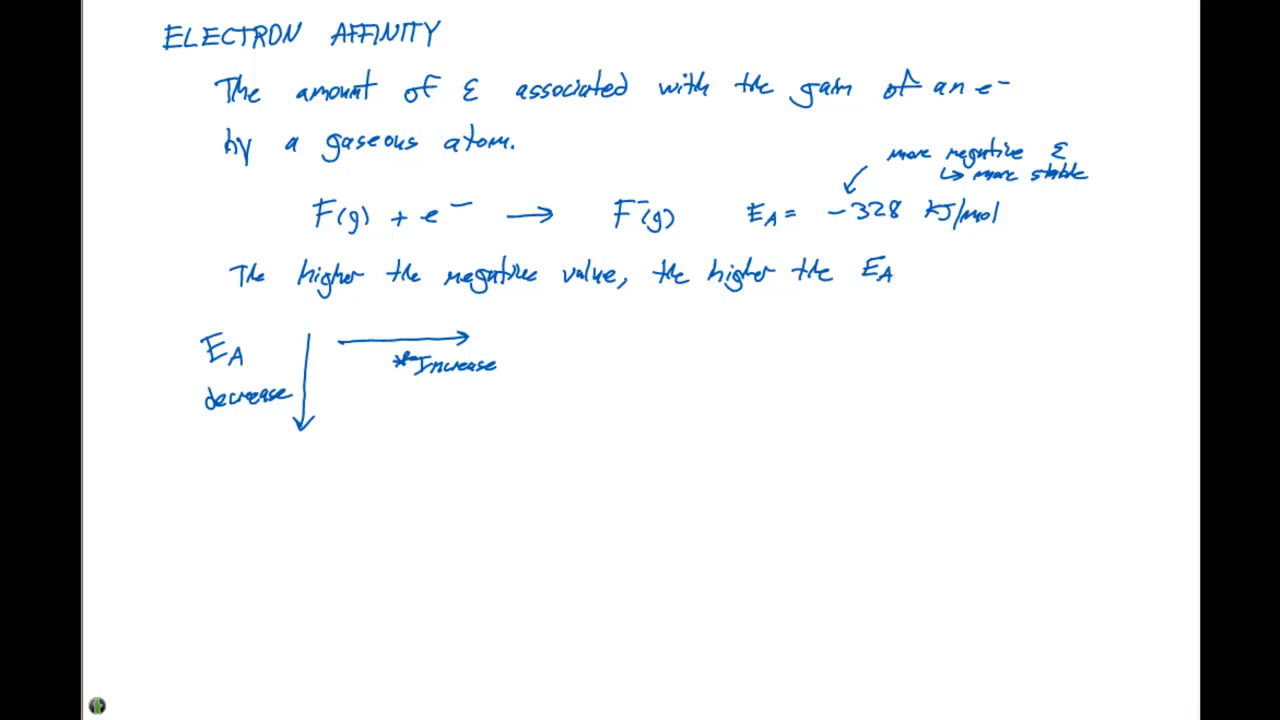 ELECTRON AFFINITY
The amount of Ɛ associated with the gain of an e⁻
by a gaseous atom.
more negative Ɛ
↳ more stable
F(g) + e⁻ → F⁻(g) EA = -328 kJ/mol
The higher the negative value, the higher the EA
EA
*Increase
decrease